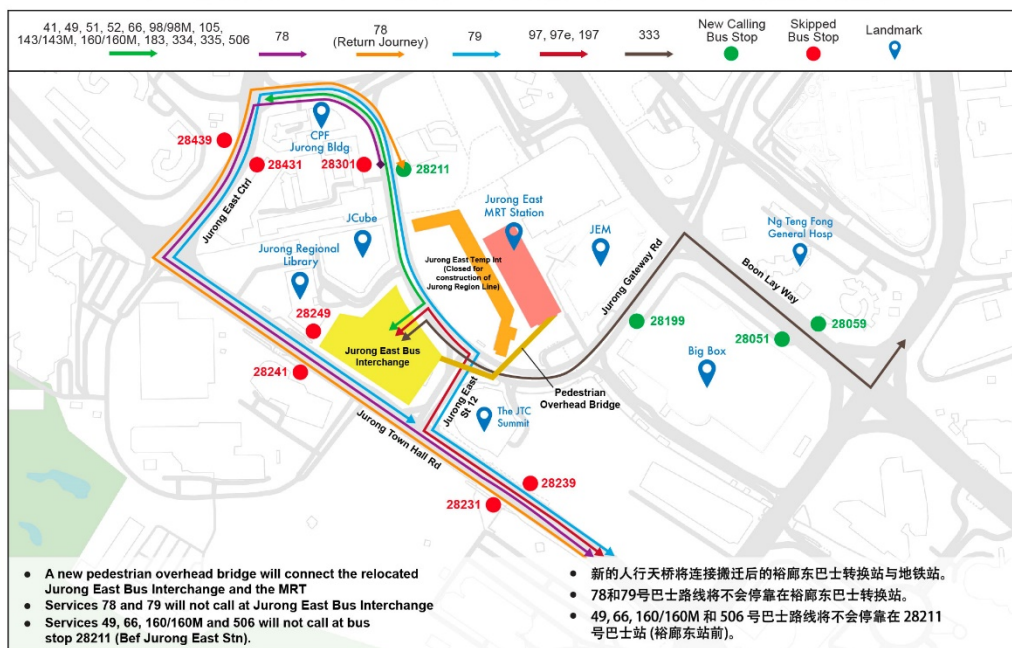 41, 49, 51, 52, 66, 98/98M, 105,
143/143M, 160/160M, 183, 334, 335, 506
78
78
(Return Journey)
79
97, 97e, 197
333
New Calling
Bus Stop
Skipped
Bus Stop
Landmark
28439
28431
CPF
Jurong Bldg
28301
28211
Jurong East Ctrl
JCube
Jurong Regional
Library
Jurong East
MRT Station
JEM
Ng Teng Fong
General Hosp
Jurong East Temp Int
(Closed for
construction of
Jurong Region Line)
Jurong Gateway Rd
Boon Lay Way
28249
28199
28059
28051
Jurong East Bus
Interchange
Big Box
28241
Jurong East
St 12
Pedestrian
Overhead Bridge
The JTC
Summit
Jurong Town Hall Rd
28239
28231
• A new pedestrian overhead bridge will connect the relocated
Jurong East Bus Interchange and the MRT
• Services 78 and 79 will not call at Jurong East Bus Interchange
• Services 49, 66, 160/160M and 506 will not call at bus
stop 28211 (Bef Jurong East Stn).
• 新的人行天桥将连接搬迁后的裕廊东巴士转换站与地铁站。
• 78和79号巴士路线将不会停靠在裕廊东巴士转换站。
• 49, 66, 160/160M 和 506 号巴士路线将不会停靠在 28211
号巴士站 (裕廊东站前)。